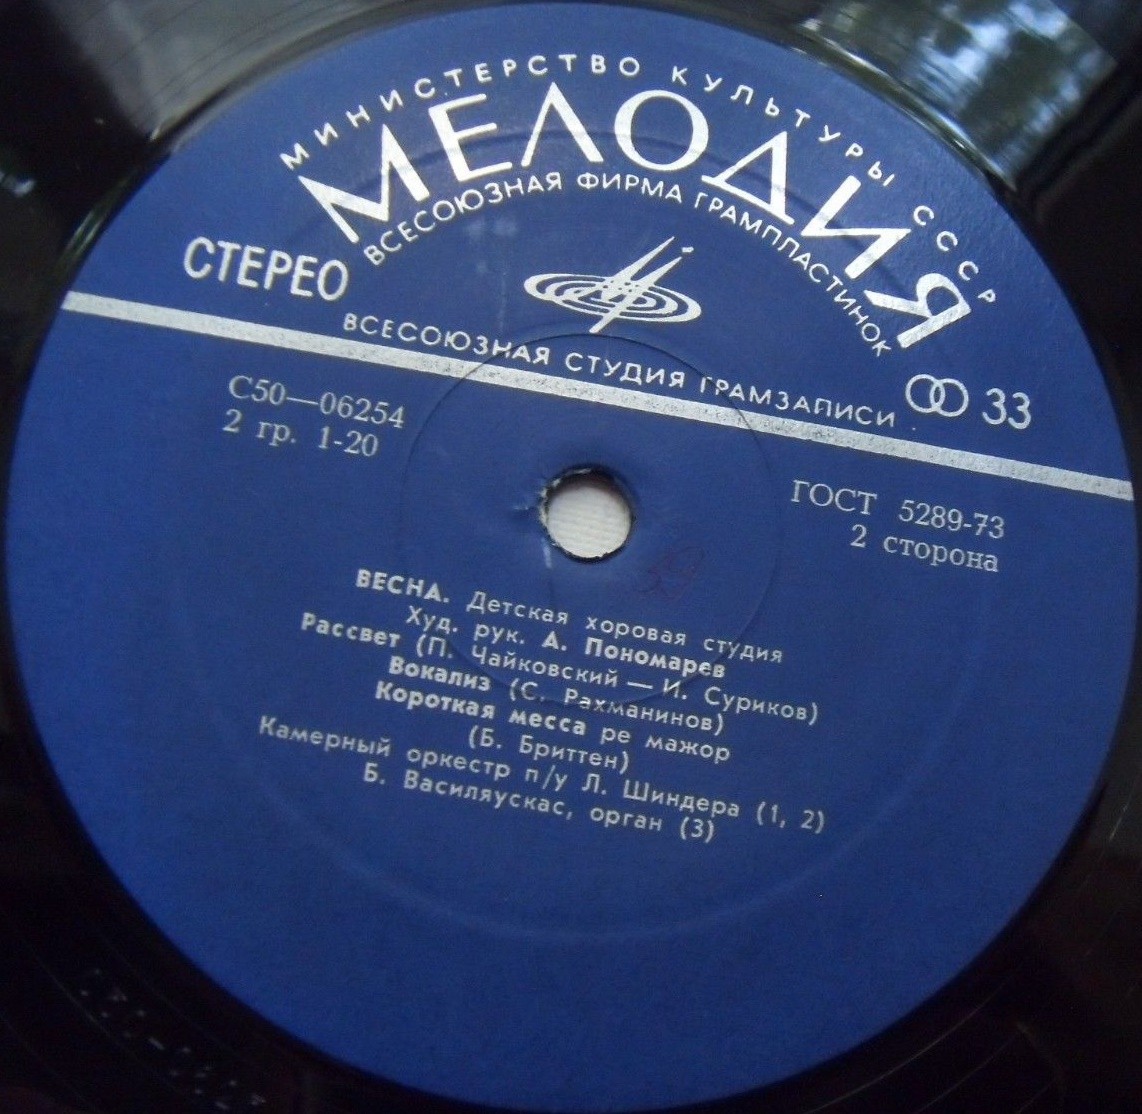 МИНИСТЕРСТВО КУЛЬТУРЫ СССР
МЕЛОДИЯ
ВСЕСОЮЗНАЯ ФИРМА ГРАМПЛАСТИНОК
СТЕРЕО
ВСЕСОЮЗНАЯ СТУДИЯ ГРАМЗАПИСИ
33
С50—06254
2 гр. 1-20
ГОСТ 5289-73
2 сторона
ВЕСНА. Детская хоровая студия
Худ. рук. А. Пономарев
Рассвет (П. Чайковский — И. Суриков)
Вокализ (С. Рахманинов)
Короткая месса ре мажор
(Б. Бриттен)
Камерный оркестр п/у Л. Шиндера (1, 2)
Б. Василяускас, орган (3)